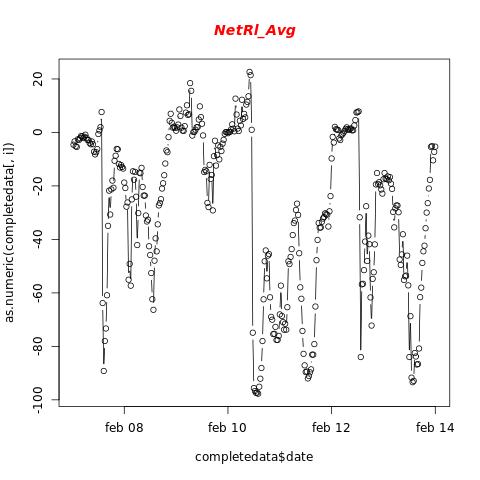 NetRl_Avg
as.numeric(completedata[, i])
20
0
-20
-40
-60
-80
-100
feb 08
feb 10
feb 12
feb 14
completedata$date